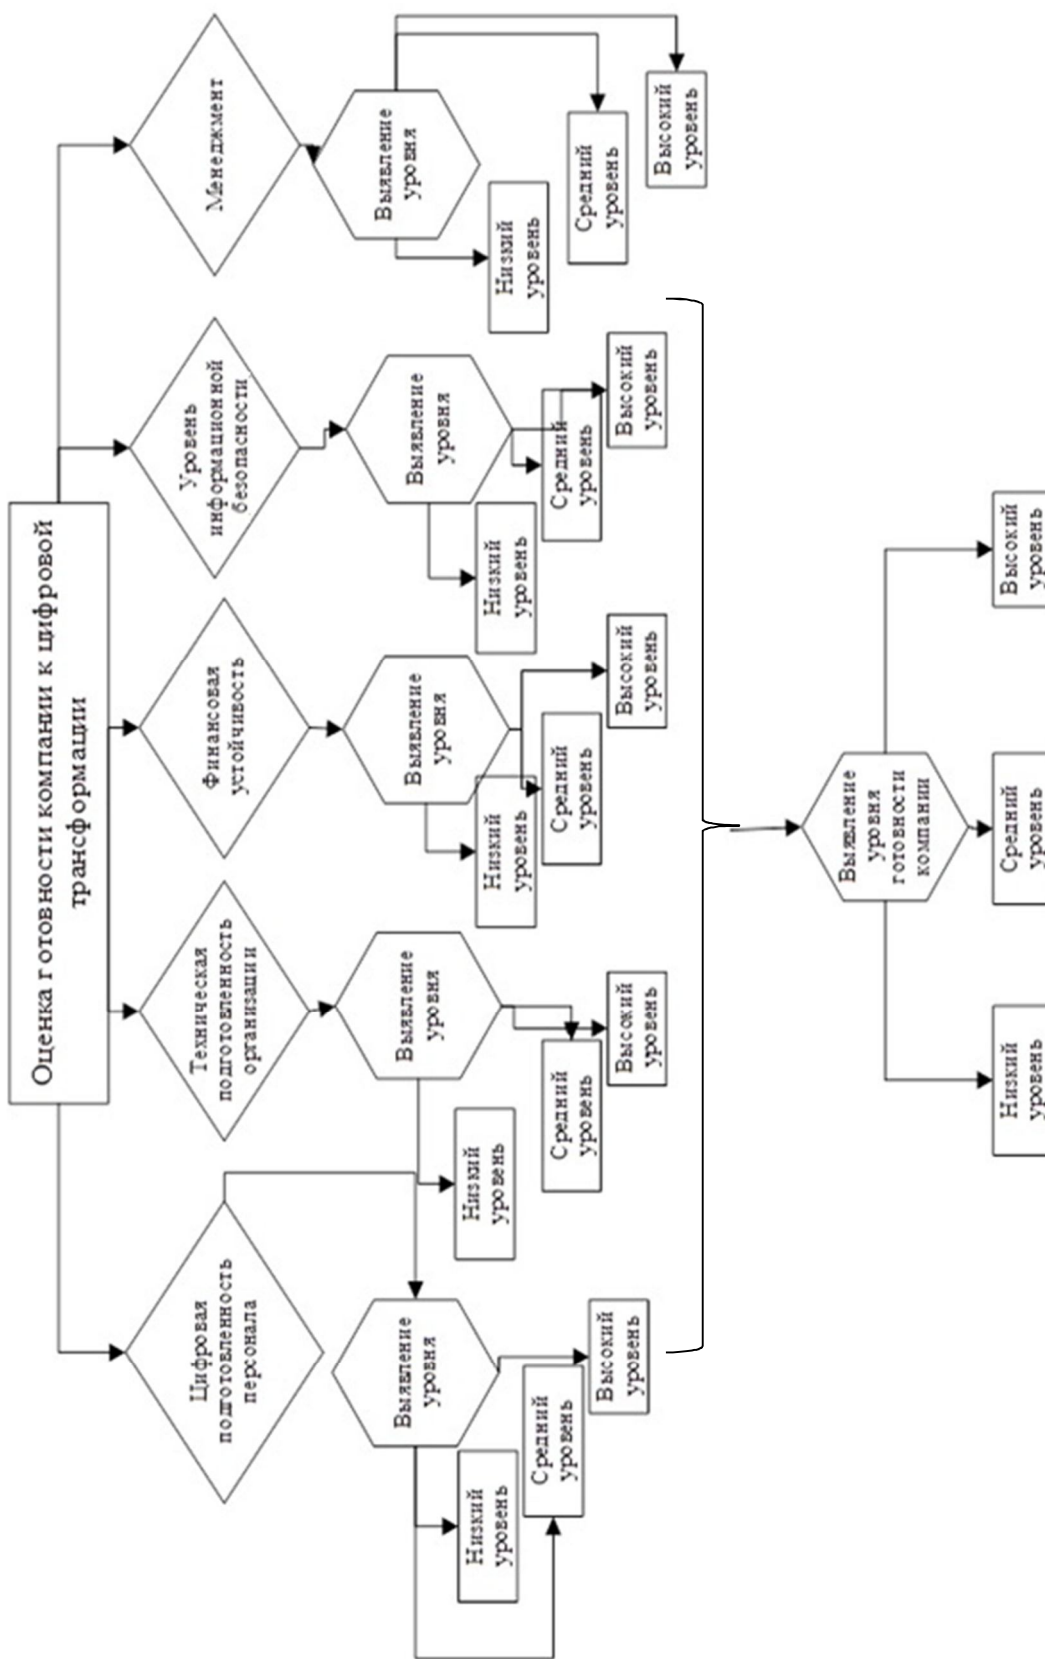 Оценка готовности компании к цифровой
трансформации
Цифровая
подготовленность
персонала
Техническая
подготовленность
организации
Финансовая
устойчивость
Уровень
информационной
безопасности
Менеджмент
Выявление
уровня
Низкий
уровень
Средний
уровень
Высокий
уровень
Выявление
уровня
Низкий
уровень
Средний
уровень
Высокий
уровень
Выявление
уровня
Низкий
уровень
Средний
уровень
Высокий
уровень
Выявление
уровня
Низкий
уровень
Средний
уровень
Высокий
уровень
Выявление
уровня
Низкий
уровень
Средний
уровень
Высокий
уровень
Выявление
уровня
готовности
компании
Низкий
уровень
Средний
уровень
Высокий
уровень